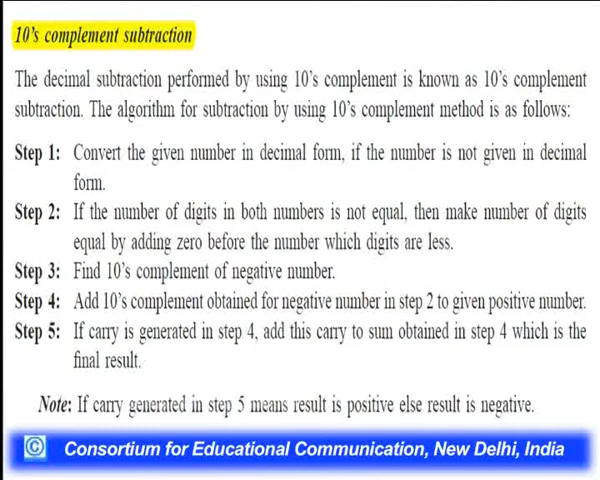 10's complement subtraction
The decimal subtraction performed by using 10's complement is known as 10's complement
subtraction. The algorithm for subtraction by using 10's complement method is as follows:
Step 1: Convert the given number in decimal form, if the number is not given in decimal
form.
Step 2: If the number of digits in both numbers is not equal, then make number of digits
equal by adding zero before the number which digits are less.
Step 3: Find 10's complement of negative number.
Step 4: Add 10's complement obtained for negative number in step 2 to given positive number.
Step 5: If carry is generated in step 4, add this carry to sum obtained in step 4 which is the
final result.
Note: If carry generated in step 5 means result is positive else result is negative.
© Consortium for Educational Communication, New Delhi, India